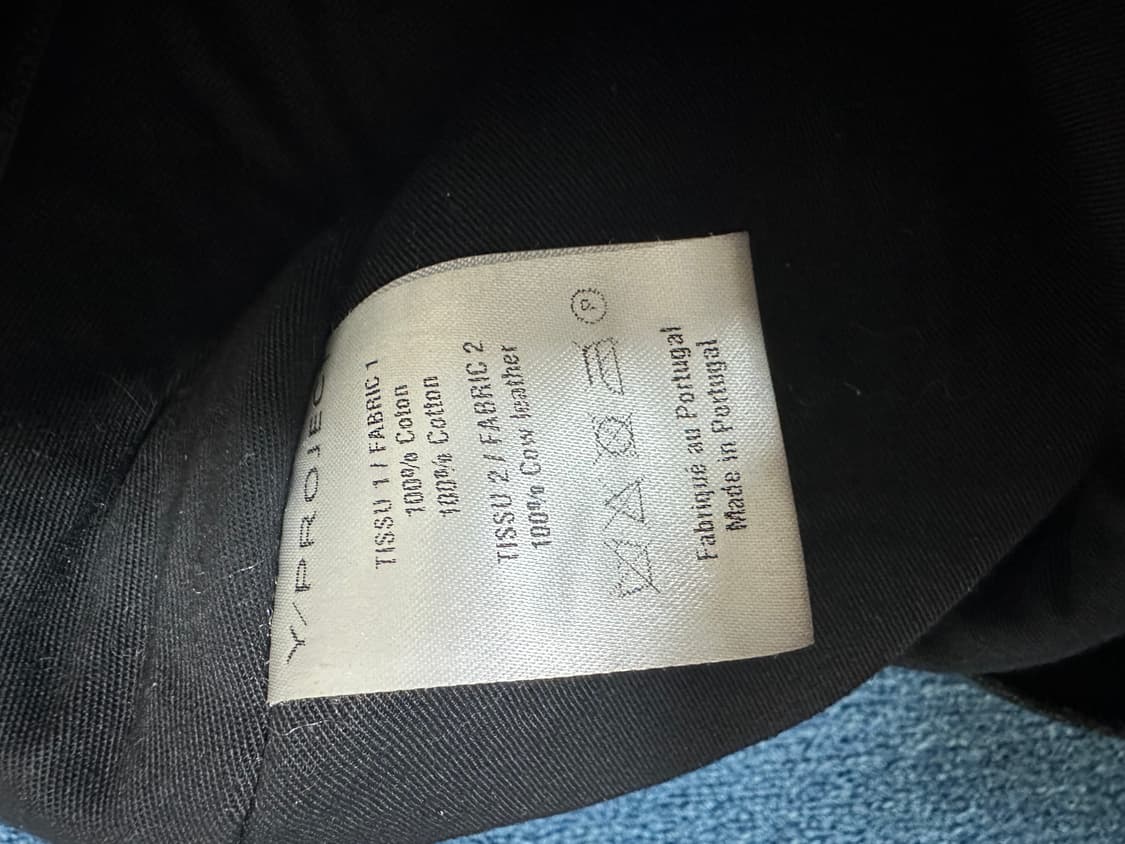 Y/PROJEC
TISSU 1 / FABRIC 1
100% Coton
100% Cotton
TISSU 2 / FABRIC 2
100% Cow leather
P
Fabriqué au Portugal
Made in Portugal